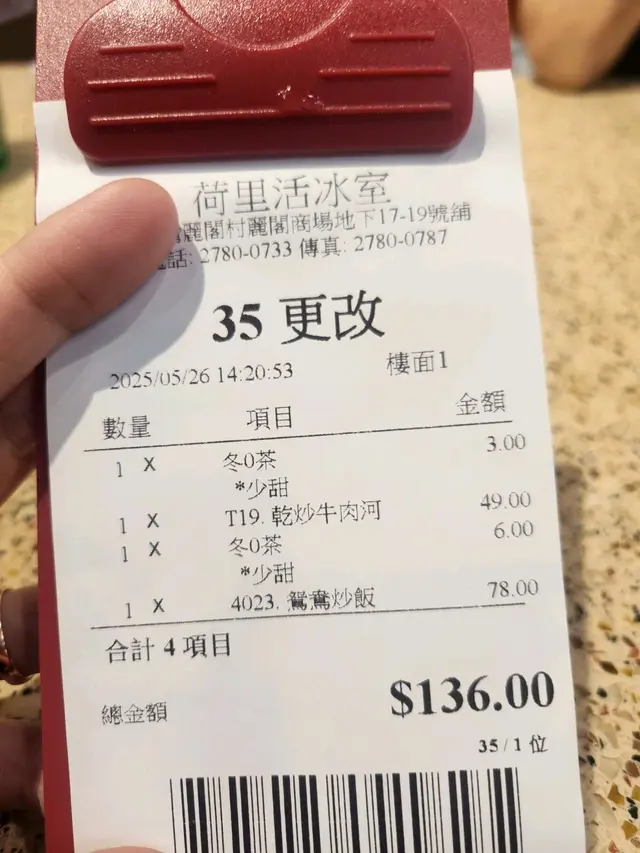 荷里活冰室
麗閣村麗閣商場地下17-19號舖
話: 2780-0733 傳真: 2780-0787
35 更改
2025/05/26 14:20:53 樓面1
數量 項目 金額
1 X 冬0茶 3.00
*少甜
1 X T19. 乾炒牛肉河 49.00
1 X 冬0茶 6.00
*少甜
1 X 4023. 鴛鴦炒飯 78.00
合計 4 項目
總金額 $136.00
35 / 1 位